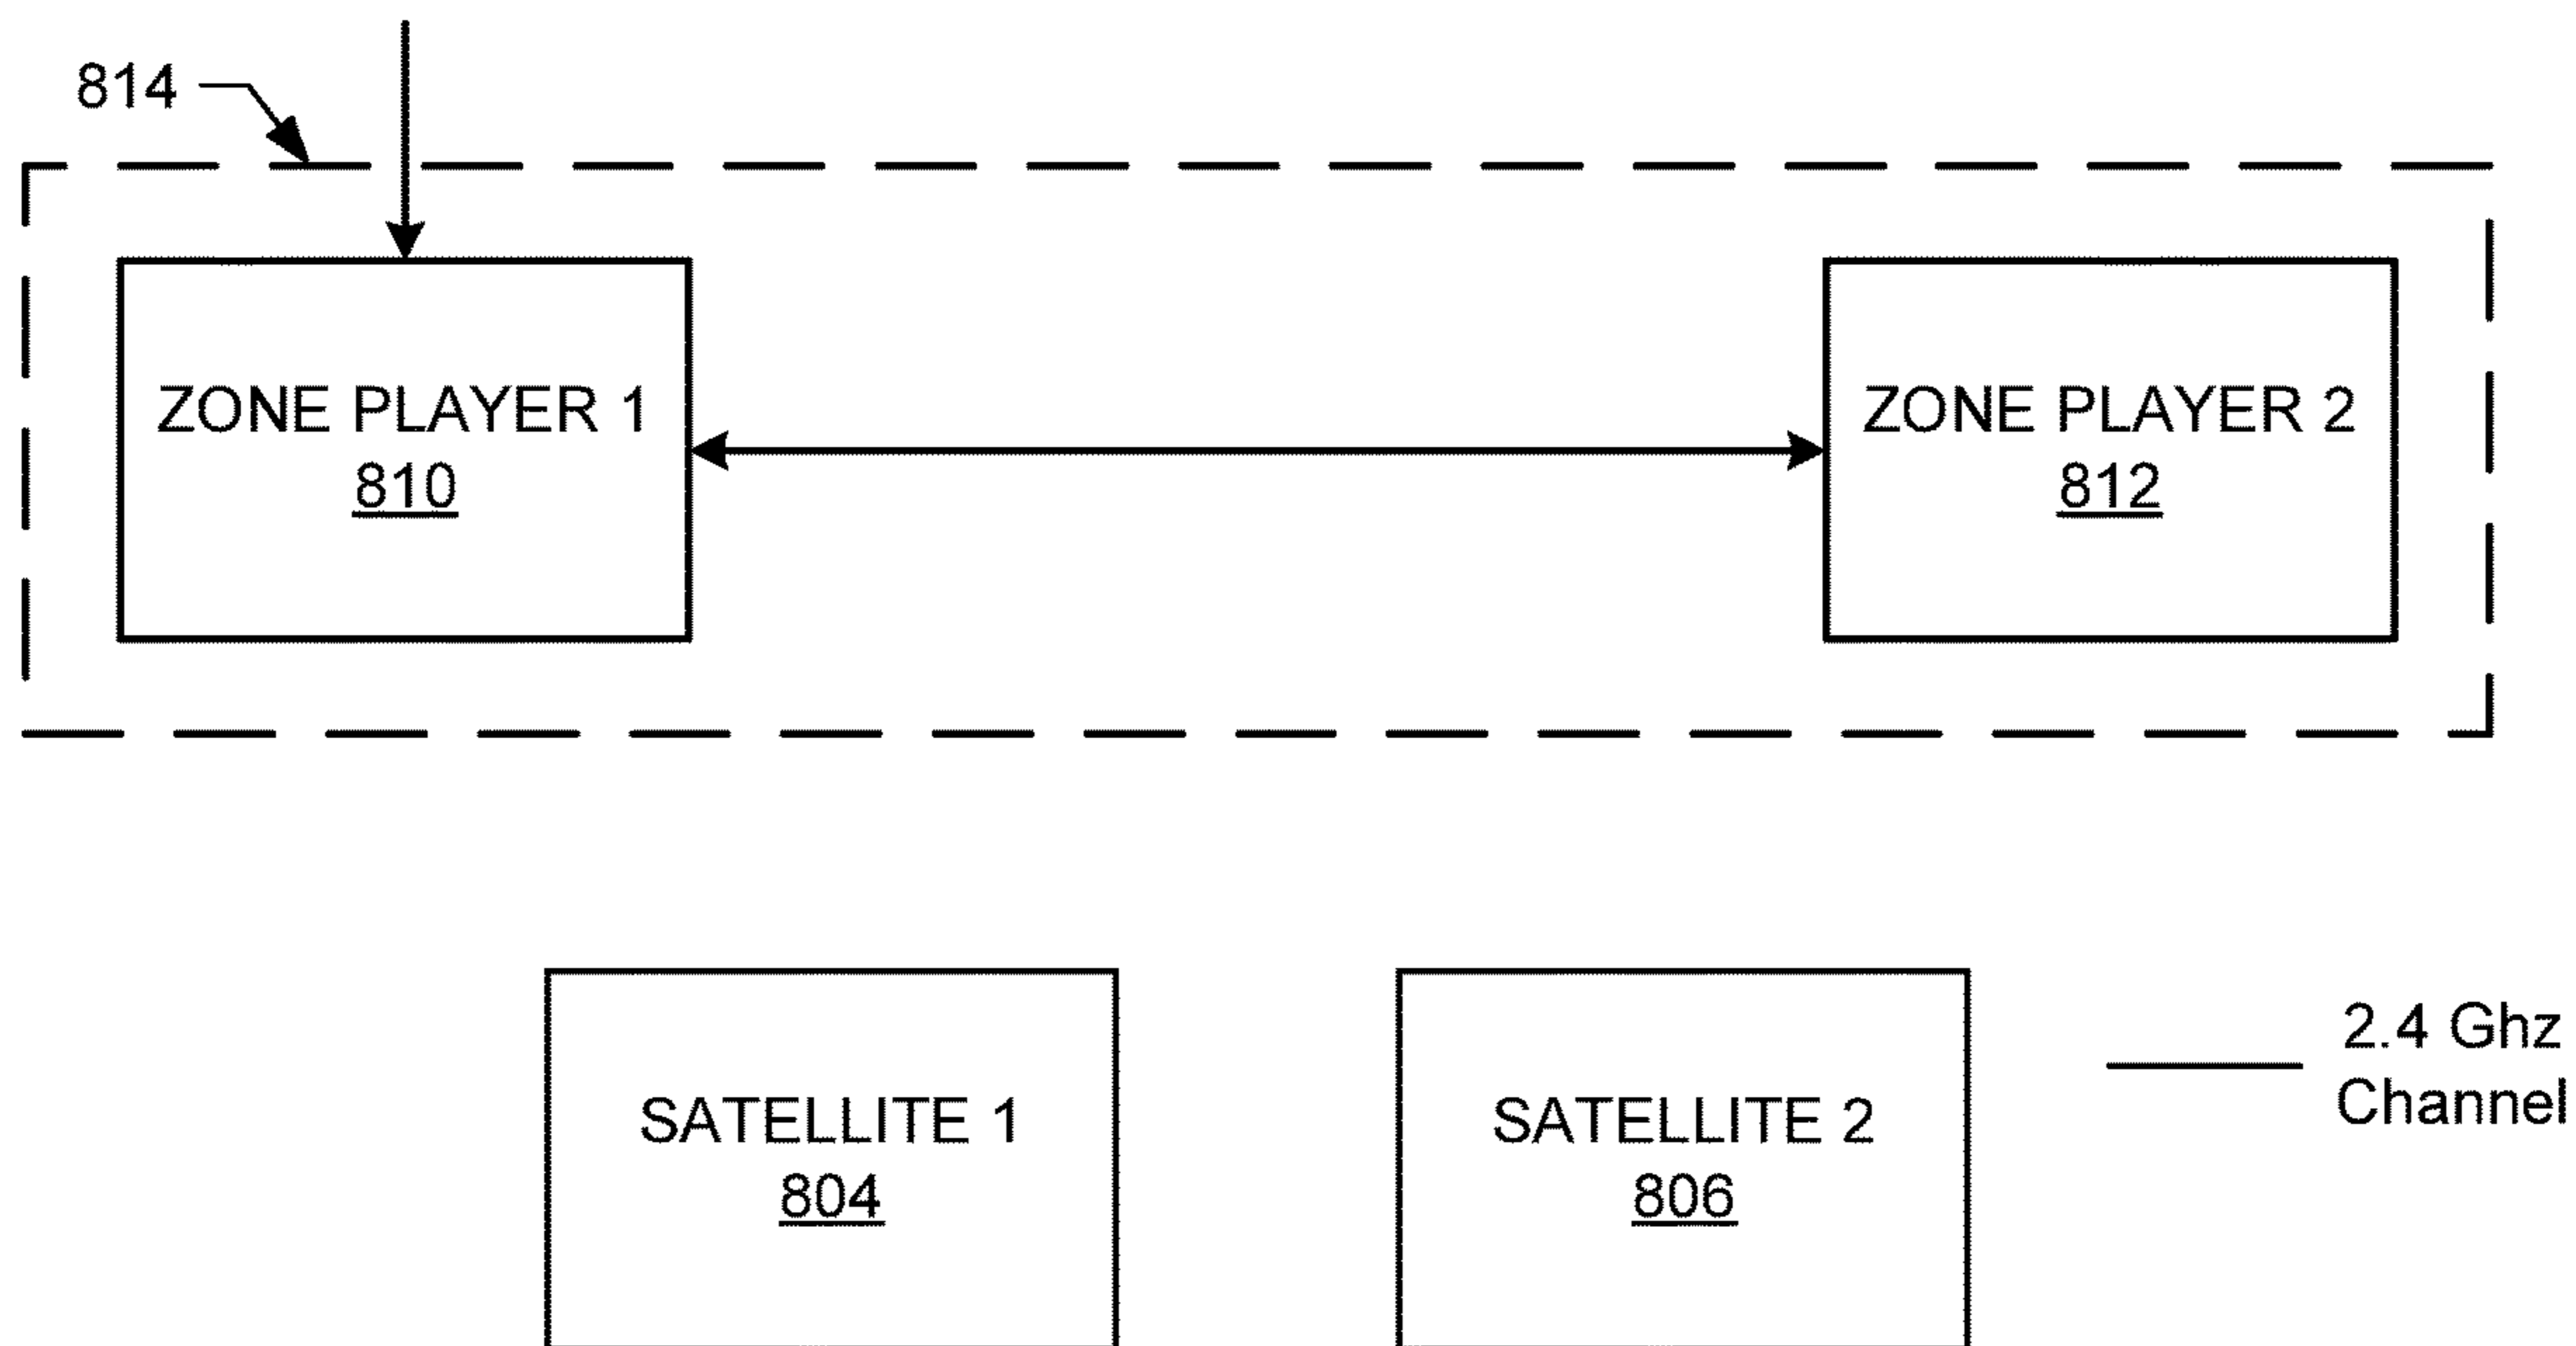 814
ZONE PLAYER 1
810
ZONE PLAYER 2
812
SATELLITE 1
804
SATELLITE 2
806
2.4 Ghz
Channel